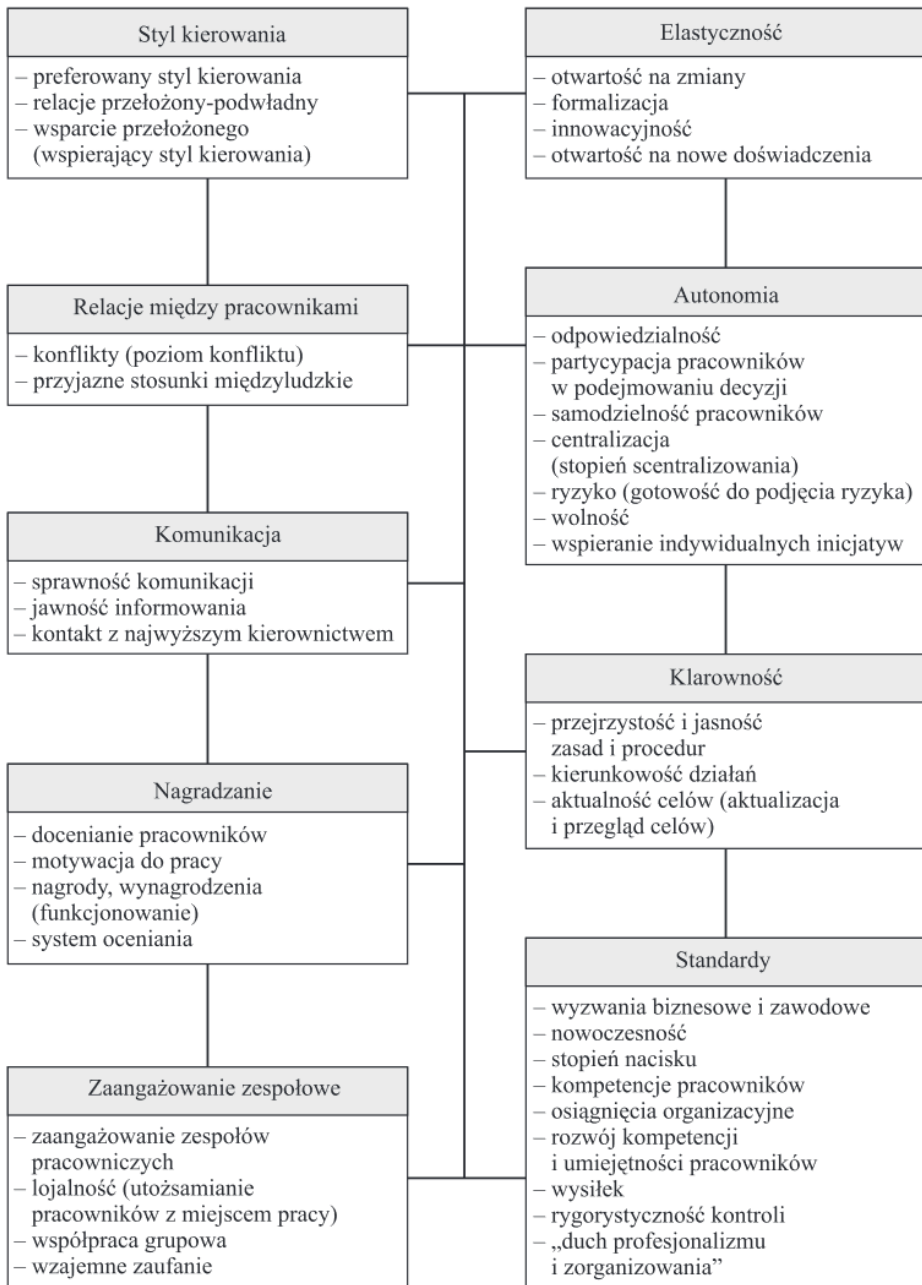 Styl kierowania
– preferowany styl kierowania
– relacje przełożony-podwładny
– wsparcie przełożonego
(wspierający styl kierowania)
Relacje między pracownikami
– konflikty (poziom konfliktu)
– przyjazne stosunki międzyludzkie
Komunikacja
– sprawność komunikacji
– jawność informowania
– kontakt z najwyższym kierownictwem
Nagradzanie
– docenianie pracowników
– motywacja do pracy
– nagrody, wynagrodzenia
(funkcjonowanie)
– system oceniania
Zaangażowanie zespołowe
– zaangażowanie zespołów
pracowniczych
– lojalność (utożsamianie
pracowników z miejscem pracy)
– współpraca grupowa
– wzajemne zaufanie
Elastyczność
– otwartość na zmiany
– formalizacja
– innowacyjność
– otwartość na nowe doświadczenia
Autonomia
– odpowiedzialność
– partycypacja pracowników
w podejmowaniu decyzji
– samodzielność pracowników
– centralizacja
(stopień scentralizowania)
– ryzyko (gotowość do podjęcia ryzyka)
– wolność
– wspieranie indywidualnych inicjatyw
Klarowność
– przejrzystość i jasność
zasad i procedur
– kierunkowość działań
– aktualność celów (aktualizacja
i przegląd celów)
Standardy
– wyzwania biznesowe i zawodowe
– nowoczesność
– stopień nacisku
– kompetencje pracowników
– osiągnięcia organizacyjne
– rozwój kompetencji
i umiejętności pracowników
– wysiłek
– rygorystyczność kontroli
– „duch profesjonalizmu
i zorganizowania”